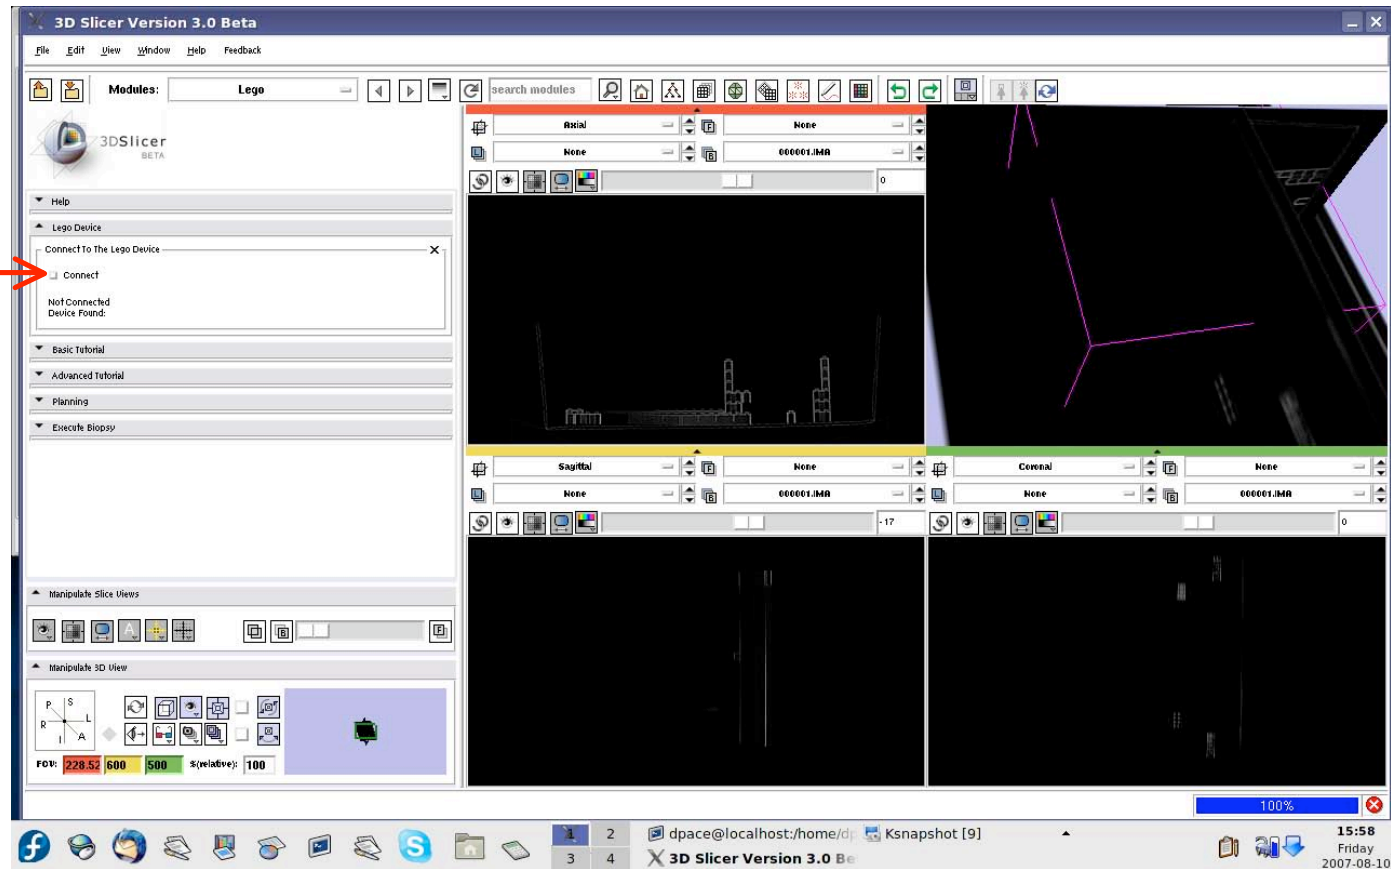 3D Slicer Version 3.0 Beta
File Edit View Window Help Feedback
Modules: Lego search modules
3DSlicer
BETA
Help
Lego Device
Connect To The Lego Device
Connect
Not Connected
Device Found:
Basic Tutorial
Advanced Tutorial
Planning
Execute Biopsy
Manipulate Slice Views
B F
Manipulate 3D View
P S
R L
I A
FOV: 228.52 600 500 %(relative): 100
Axial F None
L None B 000001.IMA
0
Sagittal F None
L None B 000001.IMA
-17
Coronal F None
L None B 000001.IMA
0
100%
1 2
3 4
dpace@localhost:/home/dp
Ksnapshot [9]
3D Slicer Version 3.0 Be
15:58
Friday
2007-08-10